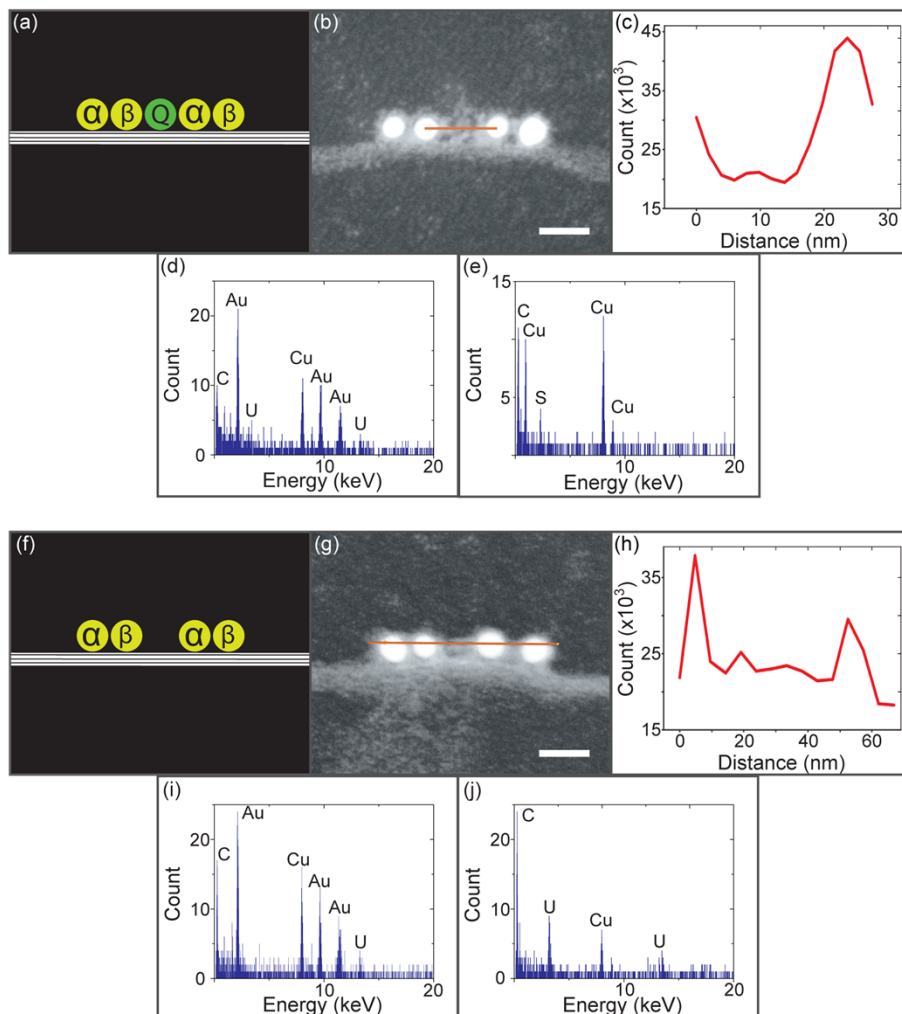 (a)
α β Q α β
(b)
(c)
45
30
15
Count (x10³)
0 10 20 30
Distance (nm)
(d)
Au
C
U
Cu
Au
Au
U
20
10
0
Count
10 20
Energy (keV)
(e)
C
Cu
S
Cu
Cu
15
5
Count
10 20
Energy (keV)
(f)
α β α β
(g)
(h)
35
25
15
Count (x10³)
0 20 40 60
Distance (nm)
(i)
C
Au
Cu
Au
Au
U
20
10
0
Count
10 20
Energy (keV)
(j)
C
U
Cu
U
20
10
0
Count
10 20
Energy (keV)